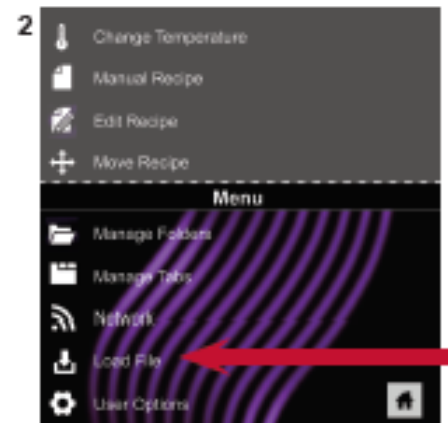 2
Change Temperature
Manual Recipe
Edit Recipe
Move Recipe
Menu
Manage Folders
Manage Tabs
Network
Load File
User Options